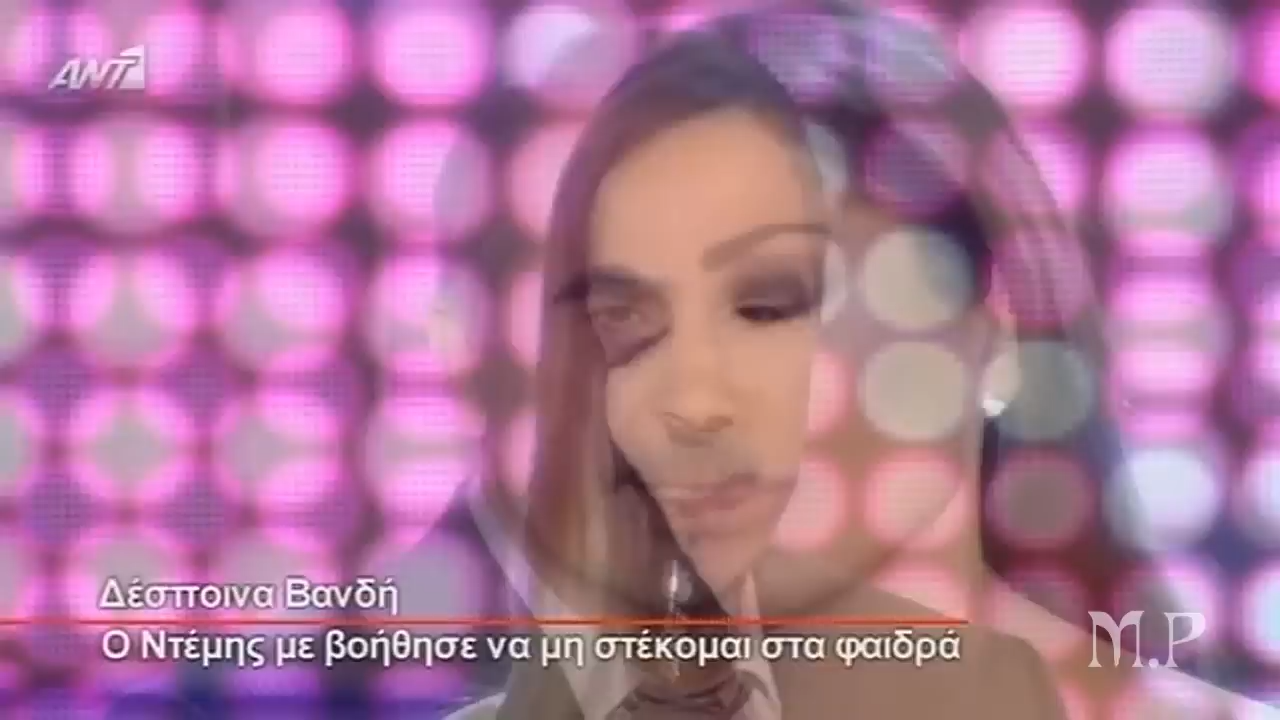 ANT1
Δέσποινα Βανδή
Ο Ντέμης με βοήθησε να μη στέκομαι στα φαιδρά
M.P